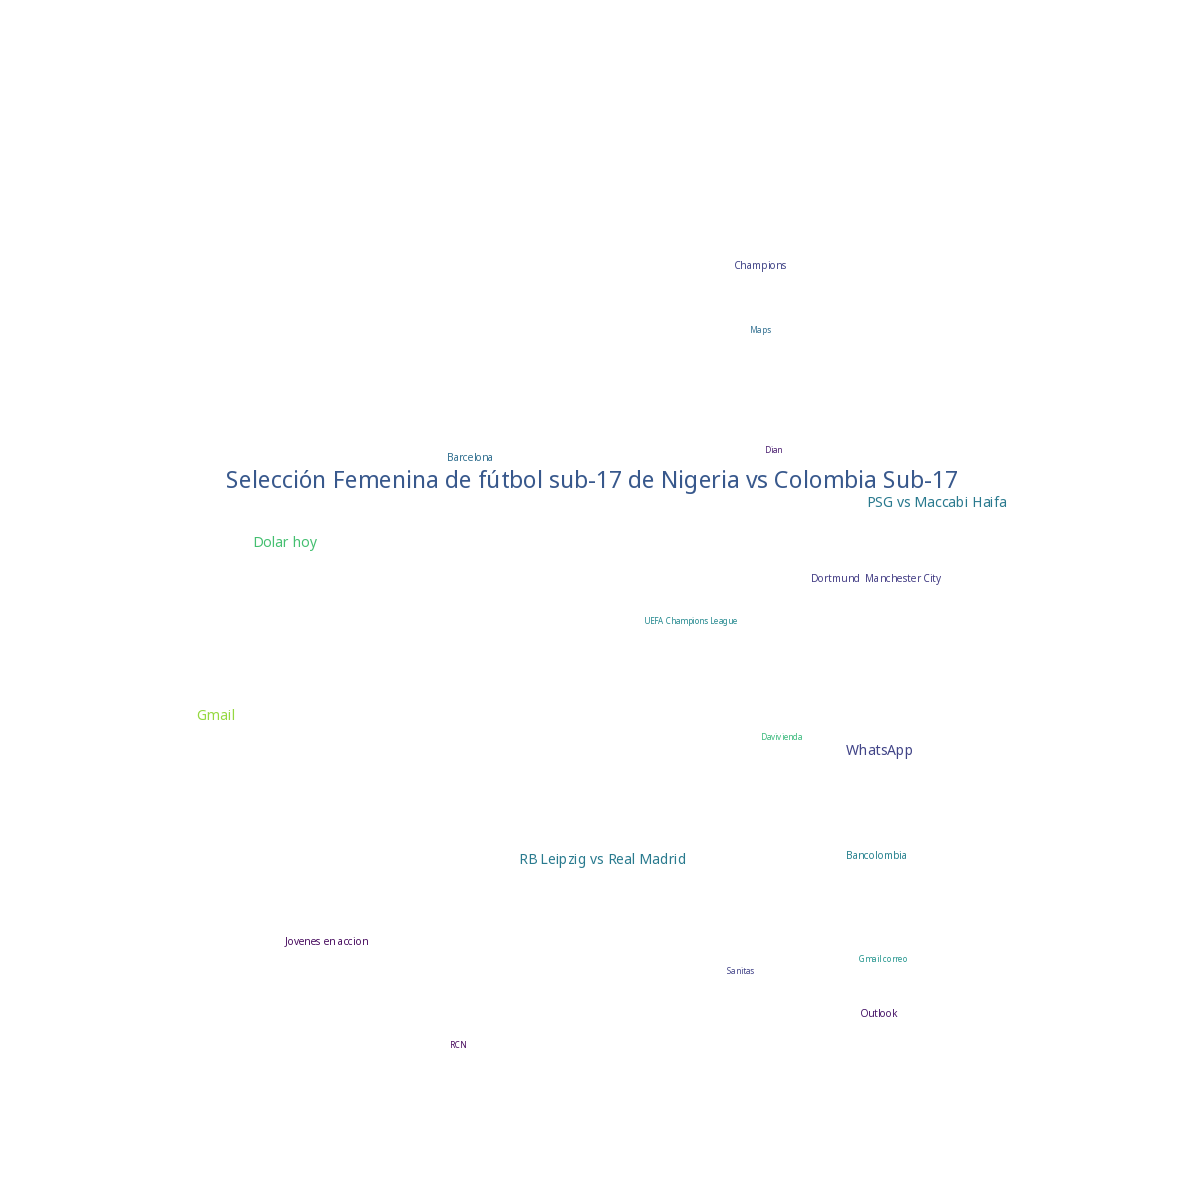 Champions
Maps
Dian
Barcelona
Selección Femenina de fútbol sub-17 de Nigeria vs Colombia Sub-17
PSG vs Maccabi Haifa
Dolar hoy
Dortmund Manchester City
UEFA Champions League
Gmail
Davivienda
WhatsApp
Bancolombia
RB Leipzig vs Real Madrid
Jovenes en accion
Gmail correo
Sanitas
Outlook
RCN